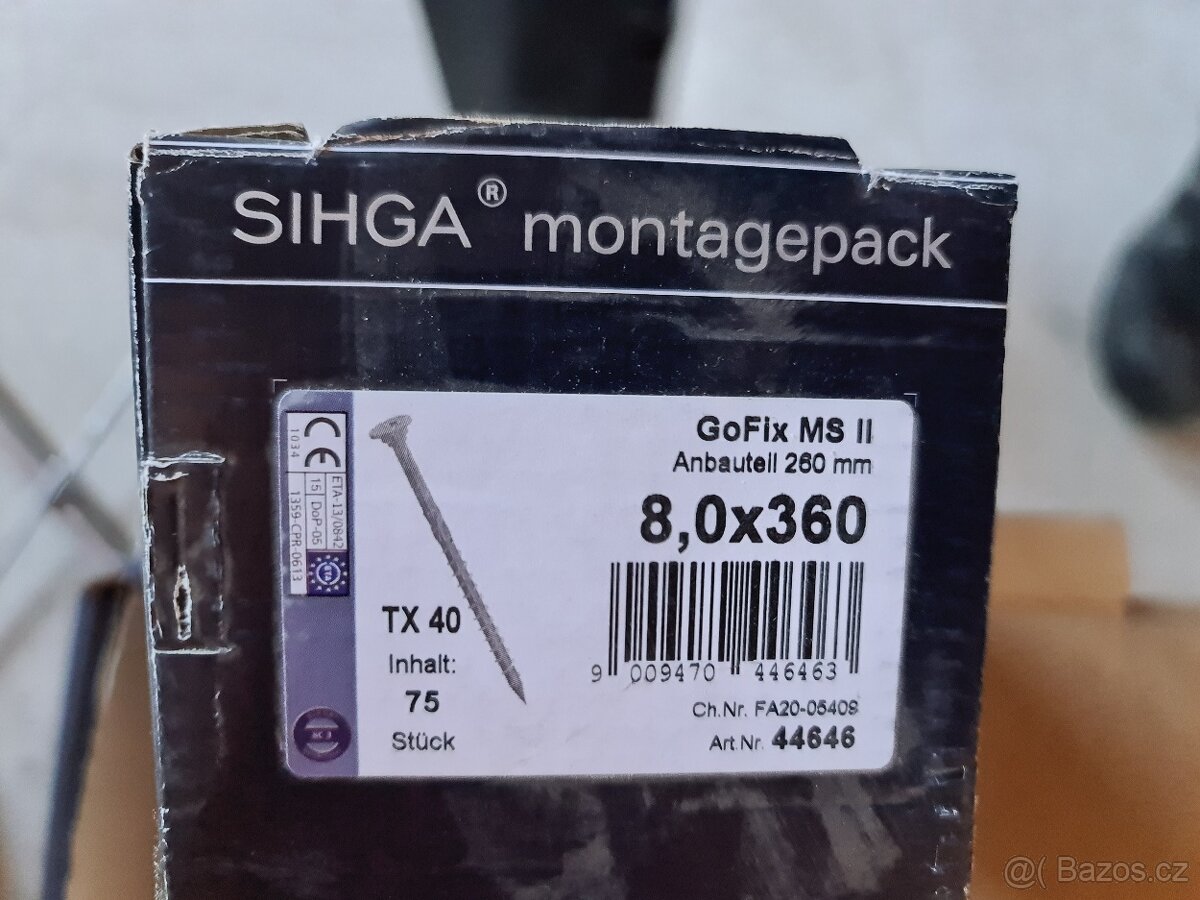 SIHGA® montagepack
GoFix MS II
Anbauteil 260 mm
8,0x360
CE
1034
ETA-13/0842
15 DoP-05
1359-CPR-0613
TX 40
Inhalt:
75
Stück
9 009470 446463
Ch.Nr. FA20-05409
Art.Nr. 44646
@( Bazos.cz